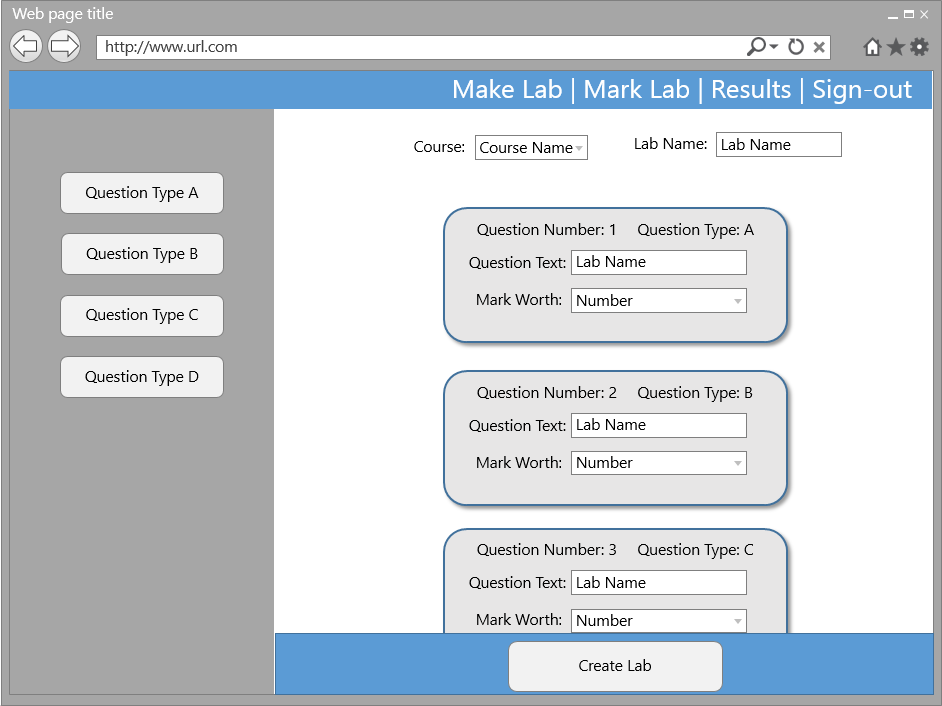 Web page title
http://www.url.com
Make Lab | Mark Lab | Results | Sign-out
Course: Course Name Lab Name: Lab Name
Question Type A
Question Type B
Question Type C
Question Type D
Question Number: 1 Question Type: A
Question Text: Lab Name
Mark Worth: Number
Question Number: 2 Question Type: B
Question Text: Lab Name
Mark Worth: Number
Question Number: 3 Question Type: C
Question Text: Lab Name
Mark Worth: Number
Create Lab